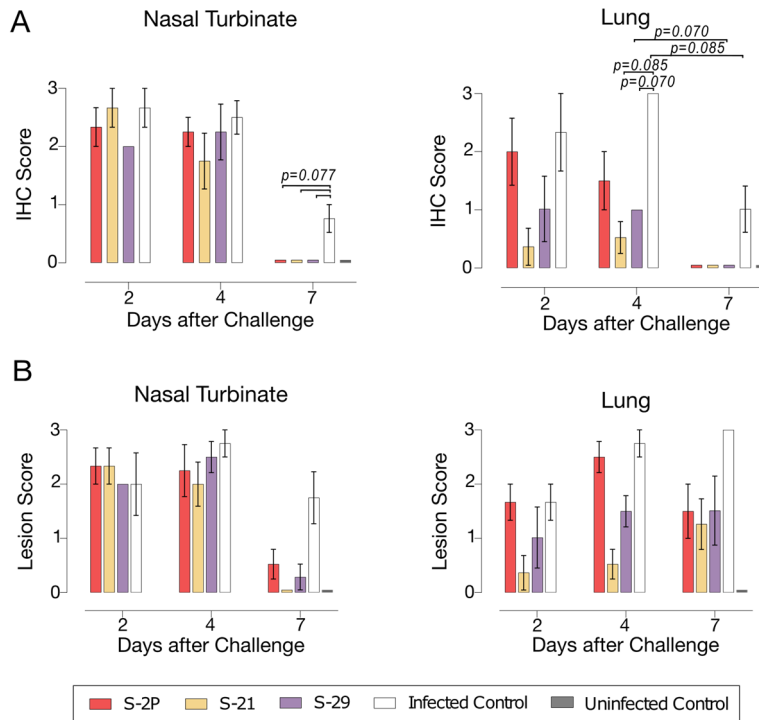 A
Nasal Turbinate
IHC Score
3
2
1
0
p=0.077
2 4 7
Days after Challenge
Lung
p=0.070
p=0.085
p=0.085
p=0.070
IHC Score
3
2
1
0
2 4 7
Days after Challenge
B
Nasal Turbinate
Lesion Score
3
2
1
0
2 4 7
Days after Challenge
Lung
Lesion Score
3
2
1
0
2 4 7
Days after Challenge
S-2P S-21 S-29 Infected Control Uninfected Control